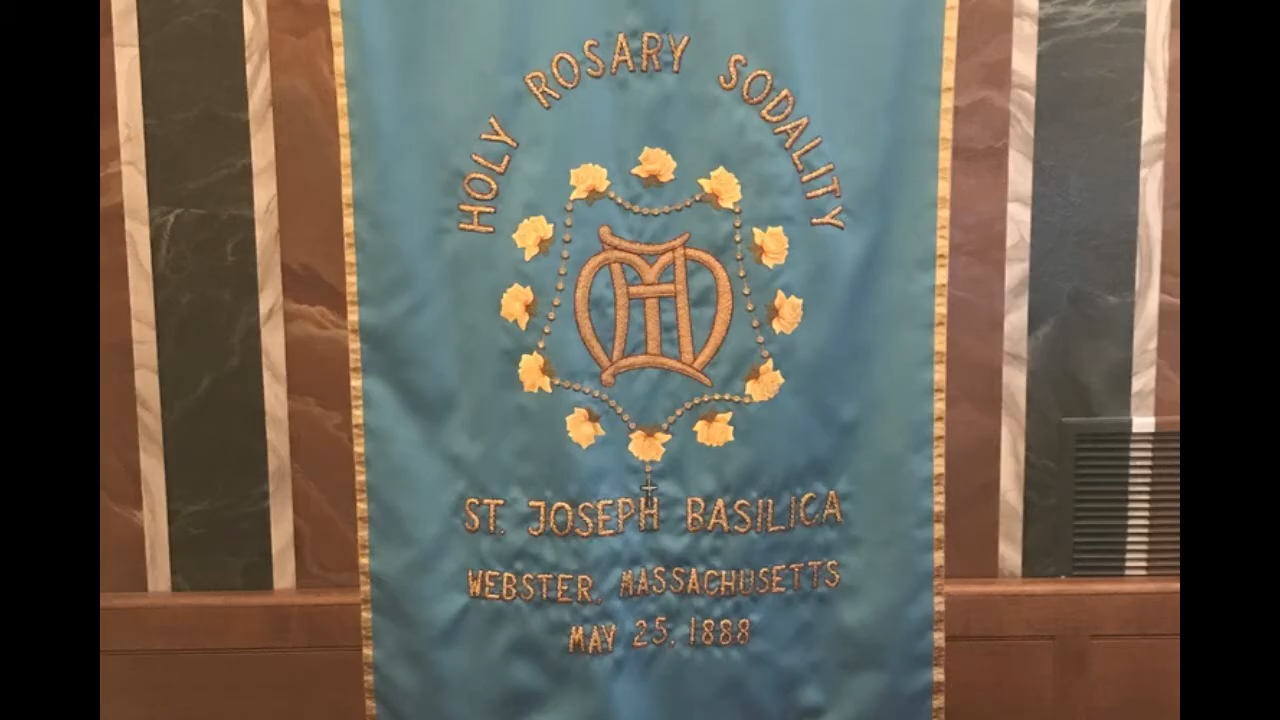 HOLY ROSARY SODALITY
ST. JOSEPH BASILICA
WEBSTER, MASSACHUSETTS
MAY 25, 1888